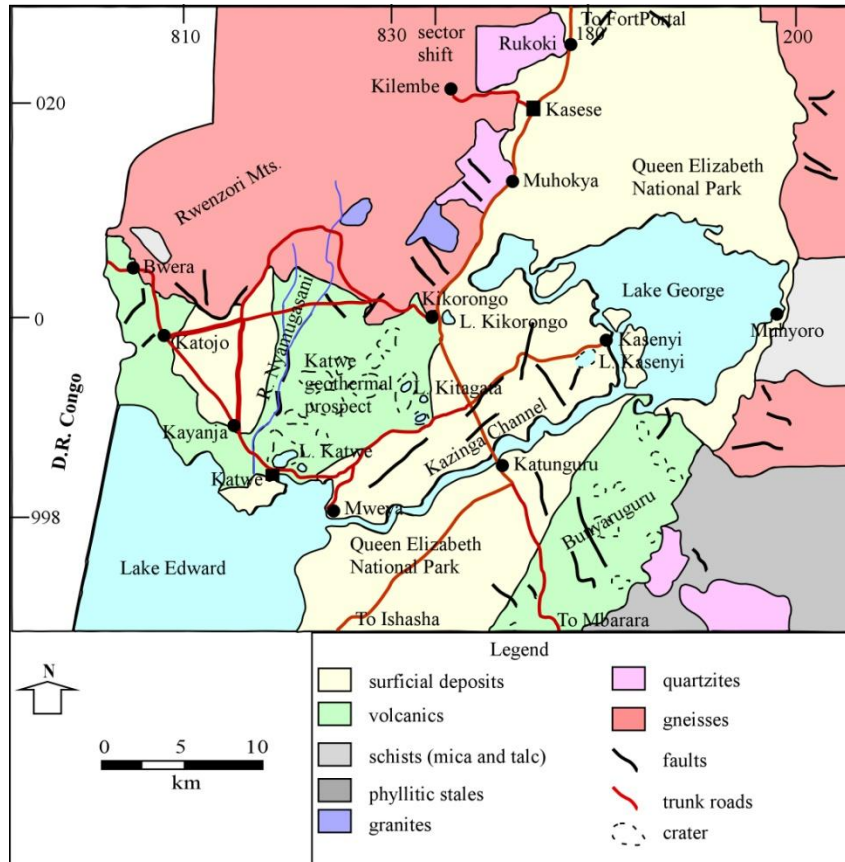 810
830
To FortPortal
180
200
sector
shift
Rukoki
Kilembe
020
Kasese
Queen Elizabeth
National Park
Muhokya
Rwenzori Mts.
Bwera
Lake George
Kikorongo
0
L. Kikorongo
Munyoro
Katojo
R. Nyamugasani
Kasenyi
L. Kasenyi
Katwe
geothermal
prospect
L. Kitagata
D.R. Congo
Kayanja
Kazinga Channel
L. Katwe
Katwe
Katunguru
Mweya
998
Bunyaruguru
Queen Elizabeth
National Park
Lake Edward
To Ishasha
To Mbarara
Legend
N
surficial deposits
quartzites
volcanics
gneisses
schists (mica and talc)
faults
0 5 10
km
phyllitic stales
trunk roads
granites
crater